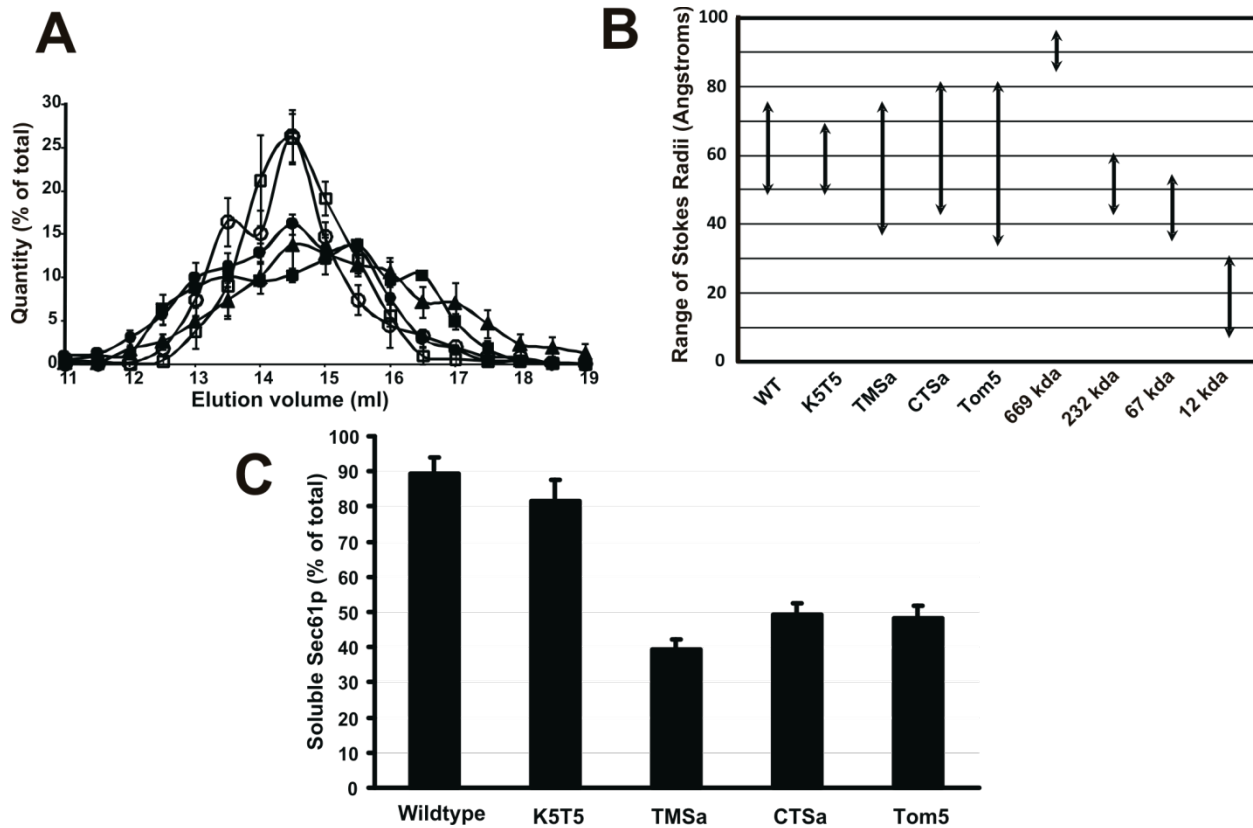 A
Quantity (% of total)
30
25
20
15
10
5
0
11 12 13 14 15 16 17 18 19
Elution volume (ml)
B
Range of Stokes Radii (Angstroms)
100
80
60
40
20
0
WT K5T5 TMSa CTSa Tom5 669 kda 232 kda 67 kda 12 kda
C
Soluble Sec61p (% of total)
100
90
80
70
60
50
40
30
20
10
0
Wildtype K5T5 TMSa CTSa Tom5